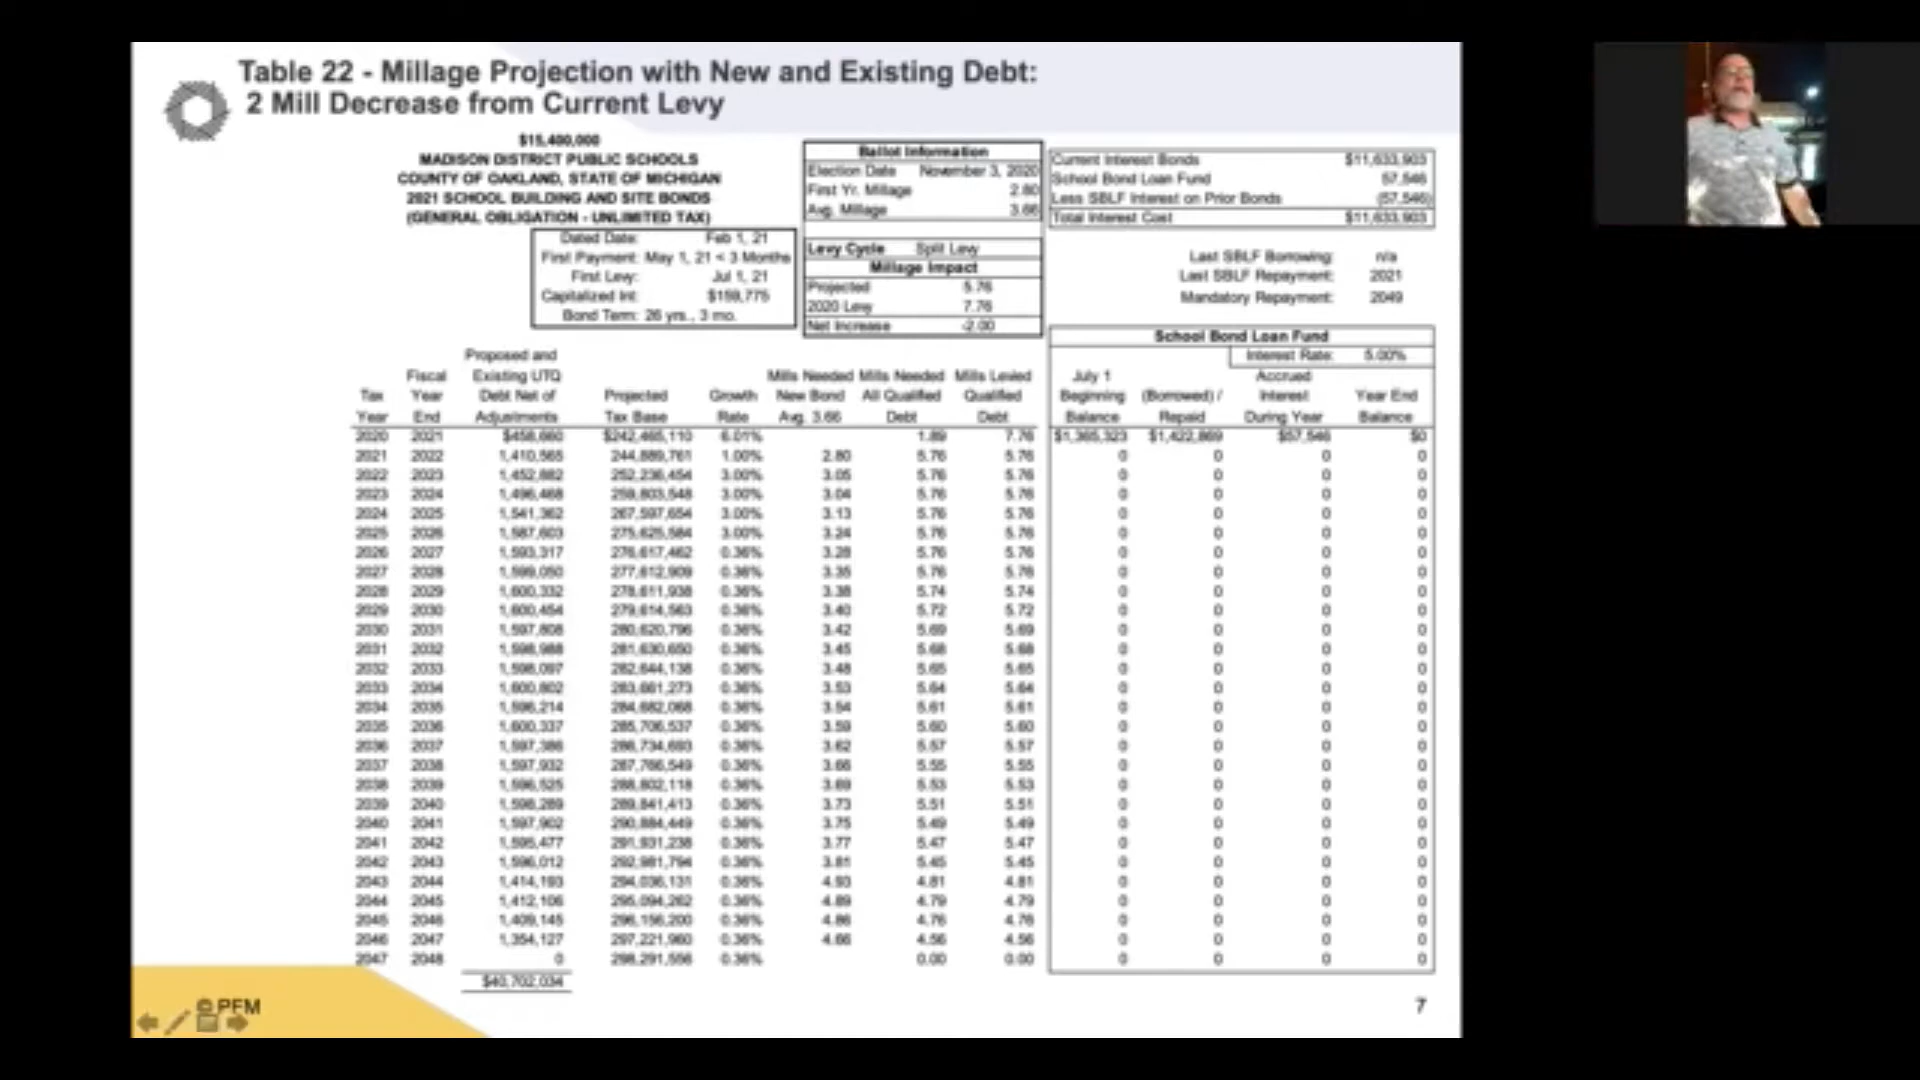 Table 22 - Millage Projection with New and Existing Debt:
2 Mill Decrease from Current Levy
$15,400,000
MADISON DISTRICT PUBLIC SCHOOLS
COUNTY OF OAKLAND, STATE OF MICHIGAN
2021 SCHOOL BUILDING AND SITE BONDS
(GENERAL OBLIGATION - UNLIMITED TAX)
Dated Date: Feb 1, 21
First Payment: May 1, 21 < 3 Months
First Levy: Jul 1, 21
Capitalized Int: $159,775
Bond Term: 26 yrs., 3 mo.
Ballot Information
Election Date November 3, 2020
First Yr. Millage 2.80
Avg. Millage 3.66
Levy Cycle Split Levy
Millage Impact
Projected 5.76
2020 Levy 7.76
Net Increase -2.00
Current Interest Bonds $11,633,903
School Bond Loan Fund 57,546
Less SBLF Interest on Prior Bonds (57,546)
Total Interest Cost $11,633,903
Last SBLF Borrowing: n/a
Last SBLF Repayment: 2021
Mandatory Repayment: 2049
School Bond Loan Fund
Interest Rate: 5.00%
Tax Year
Fiscal Year End
Proposed and Existing UTQ Debt Net of Adjustments
Projected Tax Base
Growth Rate
Mills Needed New Bond Avg. 3.66
Mills Needed All Qualified Debt
Mills Levied Qualified Debt
July 1 Beginning Balance
(Borrowed) / Repaid
Accrued Interest During Year
Year End Balance
2020 2021 $458,660 $242,465,110 6.01% 1.89 7.76 $1,365,323 $1,422,869 $57,546 $0
2021 2022 1,410,565 244,889,761 1.00% 2.80 5.76 5.76 0 0 0 0
2022 2023 1,452,882 252,236,454 3.00% 3.05 5.76 5.76 0 0 0 0
2023 2024 1,496,468 259,803,548 3.00% 3.04 5.76 5.76 0 0 0 0
2024 2025 1,541,362 267,597,654 3.00% 3.13 5.76 5.76 0 0 0 0
2025 2026 1,587,603 275,625,584 3.00% 3.24 5.76 5.76 0 0 0 0
2026 2027 1,593,317 276,617,462 0.36% 3.28 5.76 5.76 0 0 0 0
2027 2028 1,599,050 277,612,909 0.36% 3.35 5.76 5.76 0 0 0 0
2028 2029 1,600,332 278,611,938 0.36% 3.38 5.74 5.74 0 0 0 0
2029 2030 1,600,454 279,614,563 0.36% 3.40 5.72 5.72 0 0 0 0
2030 2031 1,597,808 280,620,796 0.36% 3.42 5.69 5.69 0 0 0 0
2031 2032 1,598,988 281,630,650 0.36% 3.45 5.68 5.68 0 0 0 0
2032 2033 1,598,097 282,644,138 0.36% 3.48 5.65 5.65 0 0 0 0
2033 2034 1,600,802 283,661,273 0.36% 3.53 5.64 5.64 0 0 0 0
2034 2035 1,596,214 284,682,068 0.36% 3.54 5.61 5.61 0 0 0 0
2035 2036 1,600,337 285,706,537 0.36% 3.59 5.60 5.60 0 0 0 0
2036 2037 1,597,386 286,734,693 0.36% 3.62 5.57 5.57 0 0 0 0
2037 2038 1,597,932 287,766,549 0.36% 3.66 5.55 5.55 0 0 0 0
2038 2039 1,596,525 288,802,118 0.36% 3.69 5.53 5.53 0 0 0 0
2039 2040 1,598,289 289,841,413 0.36% 3.73 5.51 5.51 0 0 0 0
2040 2041 1,597,902 290,884,449 0.36% 3.75 5.49 5.49 0 0 0 0
2041 2042 1,595,477 291,931,238 0.36% 3.77 5.47 5.47 0 0 0 0
2042 2043 1,596,012 292,981,794 0.36% 3.81 5.45 5.45 0 0 0 0
2043 2044 1,414,193 294,036,131 0.36% 4.93 4.81 4.81 0 0 0 0
2044 2045 1,412,106 295,094,262 0.36% 4.89 4.79 4.79 0 0 0 0
2045 2046 1,409,145 296,156,200 0.36% 4.86 4.76 4.76 0 0 0 0
2046 2047 1,354,127 297,221,960 0.36% 4.66 4.56 4.56 0 0 0 0
2047 2048 0 298,291,556 0.36% 0.00 0.00 0 0 0 0
$40,702,034
© PFM
7